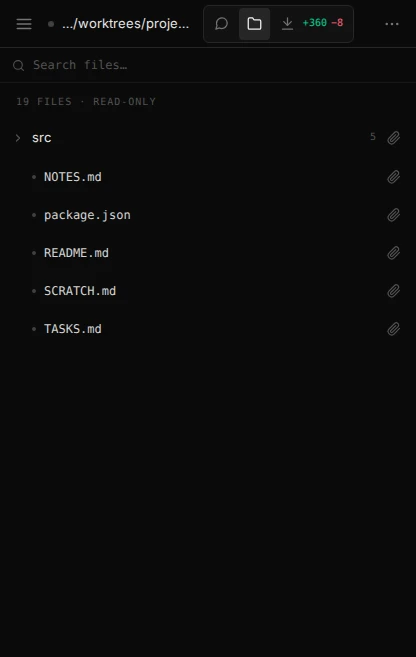 .../worktrees/proje... +360 −8
Search files…
19 FILES · READ-ONLY
src 5
NOTES.md
package.json
README.md
SCRATCH.md
TASKS.md